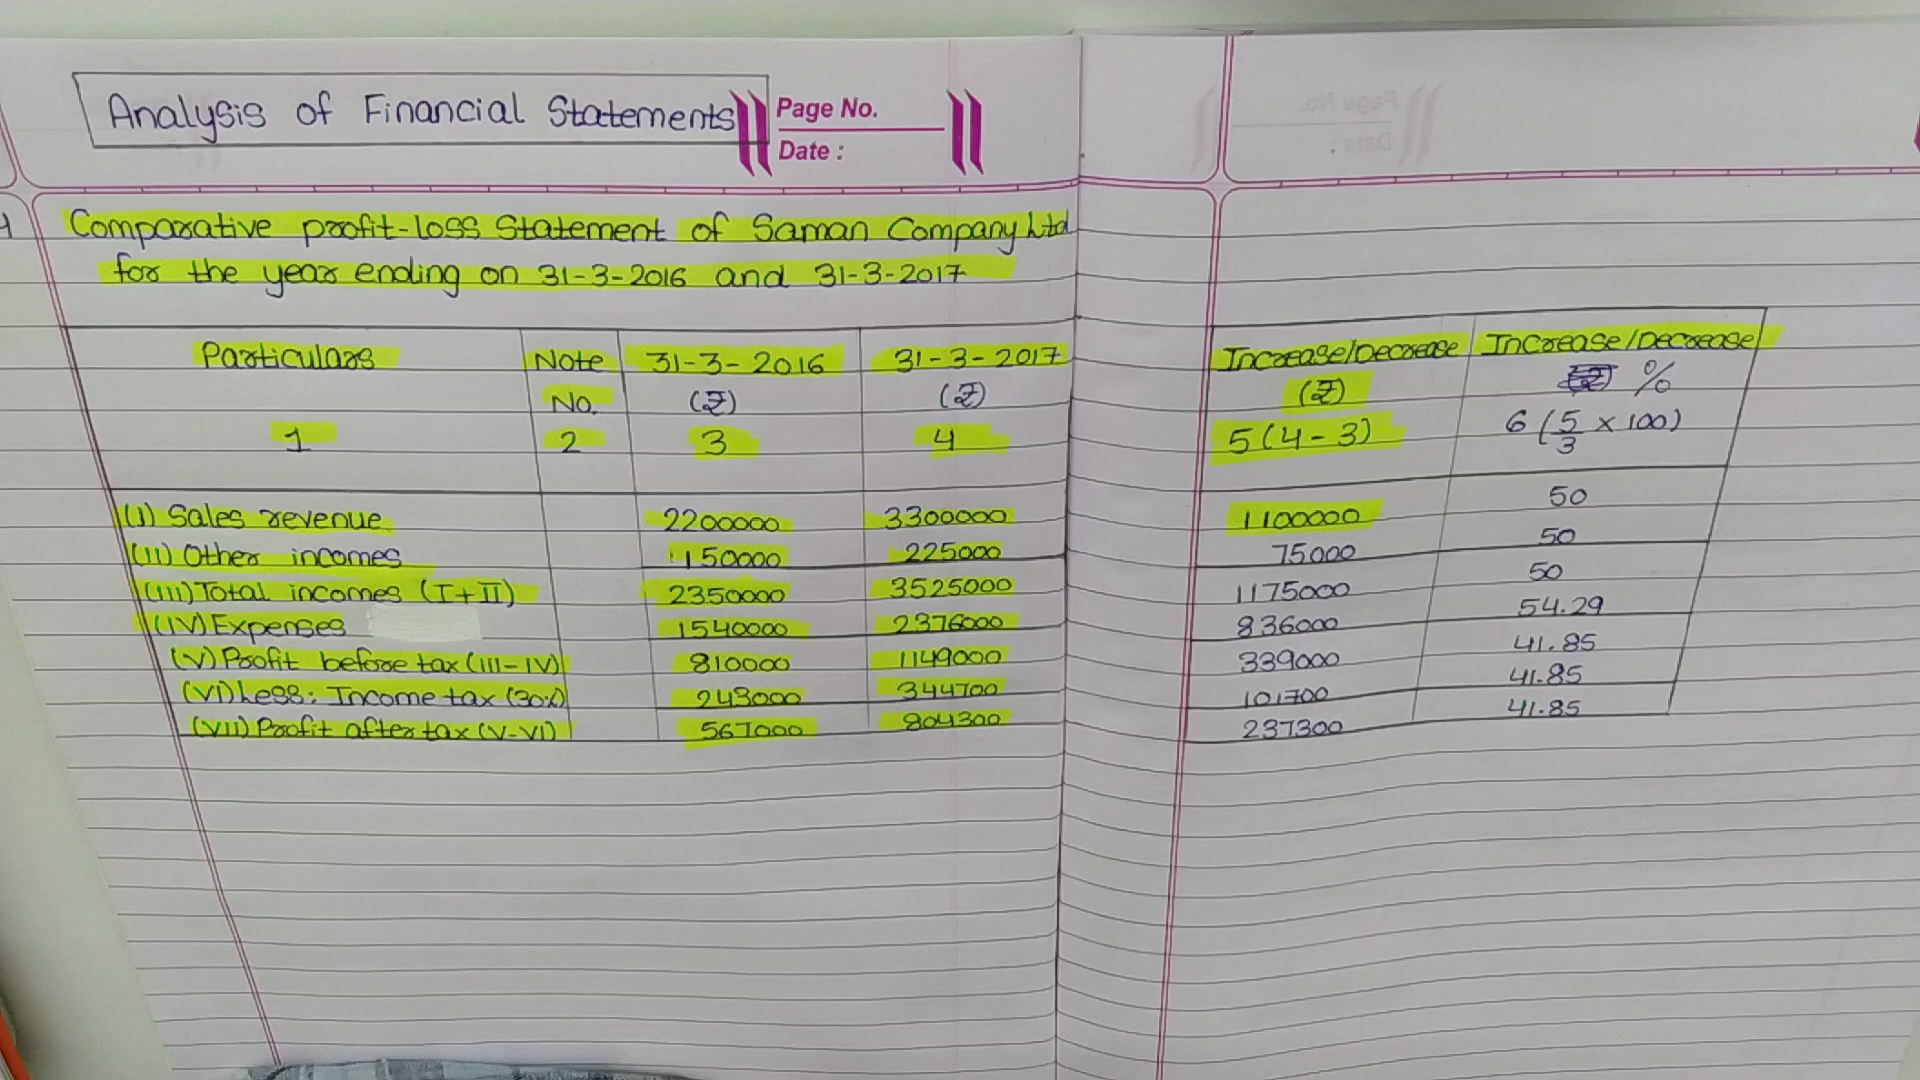 Analysis of Financial Statements
Page No.
Date :
Comparative profit-loss Statement of Saman Company Ltd
for the year ending on 31-3-2016 and 31-3-2017
Particulars Note 31-3-2016 31-3-2017 Increase/Decrease Increase/Decrease
No. (₹) (₹) (₹) %
1 2 3 4 5 (4-3) 6 (5/3 × 100)
(I) Sales revenue 2200000 3300000 1100000 50
(II) Other incomes 150000 225000 75000 50
(III) Total incomes (I+II) 2350000 3525000 1175000 50
(IV) Expenses 1540000 2376000 836000 54.29
(V) Profit before tax (III-IV) 810000 1149000 339000 41.85
(VI) Less: Income tax (30%) 243000 344700 101700 41.85
(VII) Profit after tax (V-VI) 567000 804300 237300 41.85